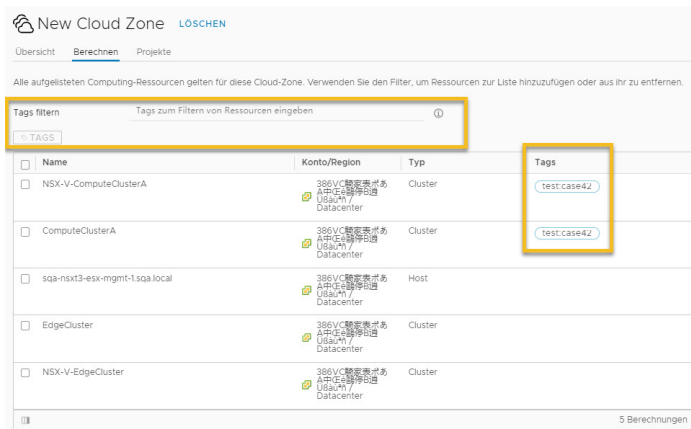 New Cloud Zone LÖSCHEN
Übersicht Berechnen Projekte
Alle aufgelisteten Computing-Ressourcen gelten für diese Cloud-Zone. Verwenden Sie den Filter, um Ressourcen zur Liste hinzuzufügen oder aus ihr zu entfernen.
Tags filtern Tags zum Filtern von Ressourcen eingeben
TAGS
Name Konto/Region Typ Tags
NSX-V-ComputeClusterA Cluster test:case42
Datacenter
ComputeClusterA Cluster test:case42
Datacenter
sqa-nsxt3-esx-mgmt-1.sqa.local Host
Datacenter
EdgeCluster Cluster
Datacenter
NSX-V-EdgeCluster Cluster
Datacenter
5 Berechnungen